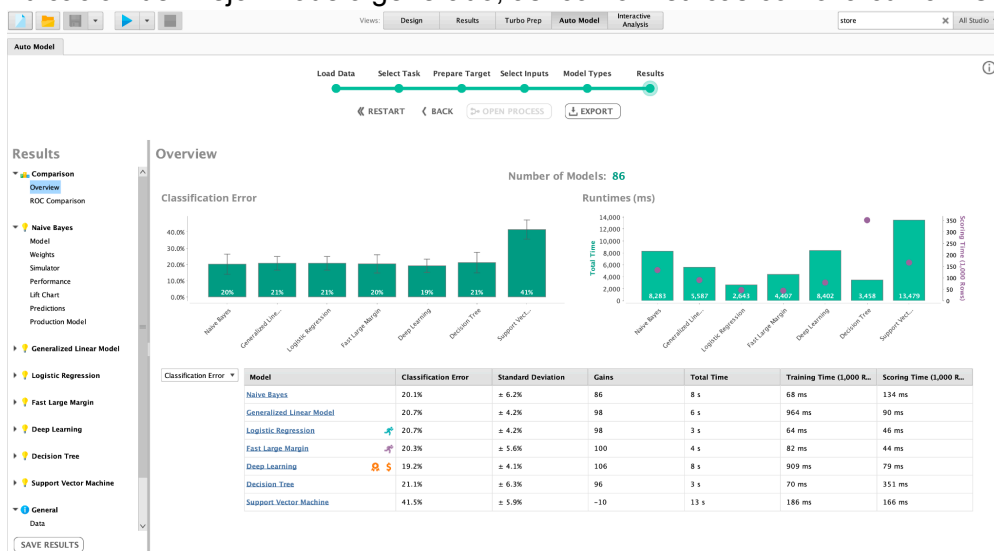 Views: Design Results Turbo Prep Auto Model Interactive Analysis store All Studio
Auto Model
Load Data Select Task Prepare Target Select Inputs Model Types Results
RESTART BACK OPEN PROCESS EXPORT
Results
Comparison
Overview
ROC Comparison
Naive Bayes
Model
Weights
Simulator
Performance
Lift Chart
Predictions
Production Model
Generalized Linear Model
Logistic Regression
Fast Large Margin
Deep Learning
Decision Tree
Support Vector Machine
General
Data
SAVE RESULTS
Overview
Number of Models: 86
Classification Error
40.0%
30.0%
20.0%
10.0%
0.0%
20% 21% 21% 20% 19% 21% 41%
Naive Bayes Generalized Line... Logistic Regression Fast Large Margin Deep Learning Decision Tree Support Vect...
Runtimes (ms)
Total Time
14,000
12,000
10,000
8,000
6,000
4,000
2,000
0
8,283 5,587 2,643 4,407 8,402 3,458 13,479
Naive Bayes Generalized Line... Logistic Regression Fast Large Margin Deep Learning Decision Tree Support Vect...
350
300
250
200
150
100
50
0
Scoring Time (1,000 Rows)
Classification Error
Model Classification Error Standard Deviation Gains Total Time Training Time (1,000 R... Scoring Time (1,000 R...
Naive Bayes 20.1% ± 6.2% 86 8 s 68 ms 134 ms
Generalized Linear Model 20.7% ± 4.2% 98 6 s 964 ms 90 ms
Logistic Regression 20.7% ± 4.2% 98 3 s 64 ms 46 ms
Fast Large Margin 20.3% ± 5.6% 100 4 s 82 ms 44 ms
Deep Learning 19.2% ± 4.1% 106 8 s 909 ms 79 ms
Decision Tree 21.1% ± 6.3% 96 3 s 70 ms 351 ms
Support Vector Machine 41.5% ± 5.9% -10 13 s 186 ms 166 ms